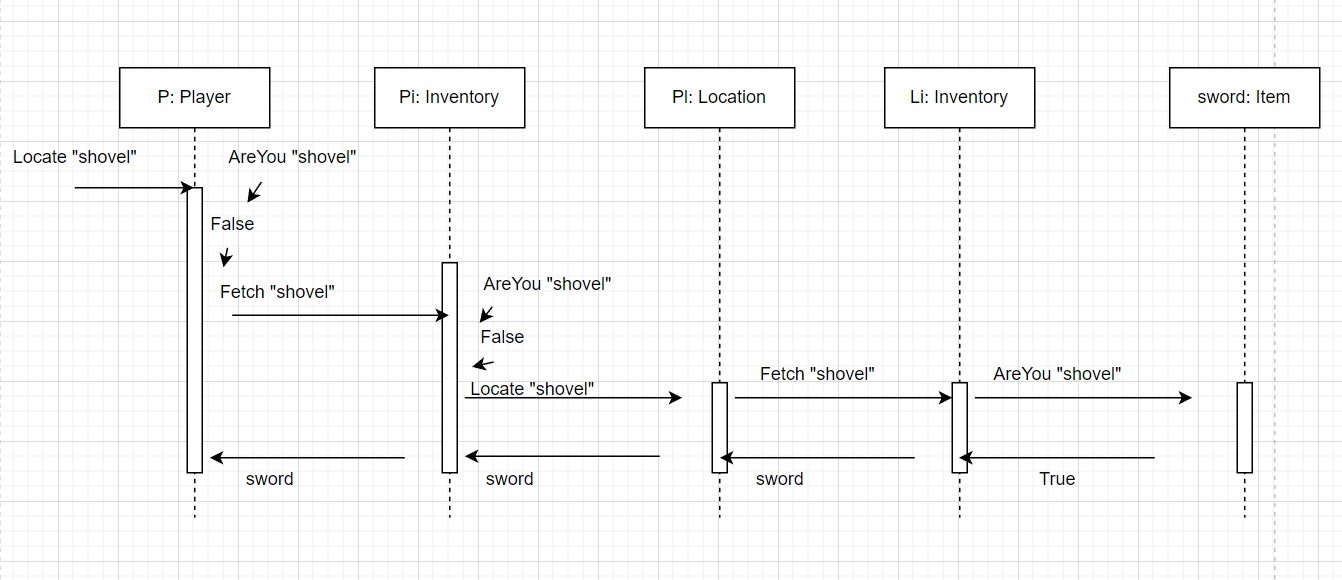 P: Player
Pi: Inventory
Pl: Location
Li: Inventory
sword: Item
Locate "shovel"
AreYou "shovel"
False
Fetch "shovel"
AreYou "shovel"
False
Locate "shovel"
Fetch "shovel"
AreYou "shovel"
sword
sword
sword
True